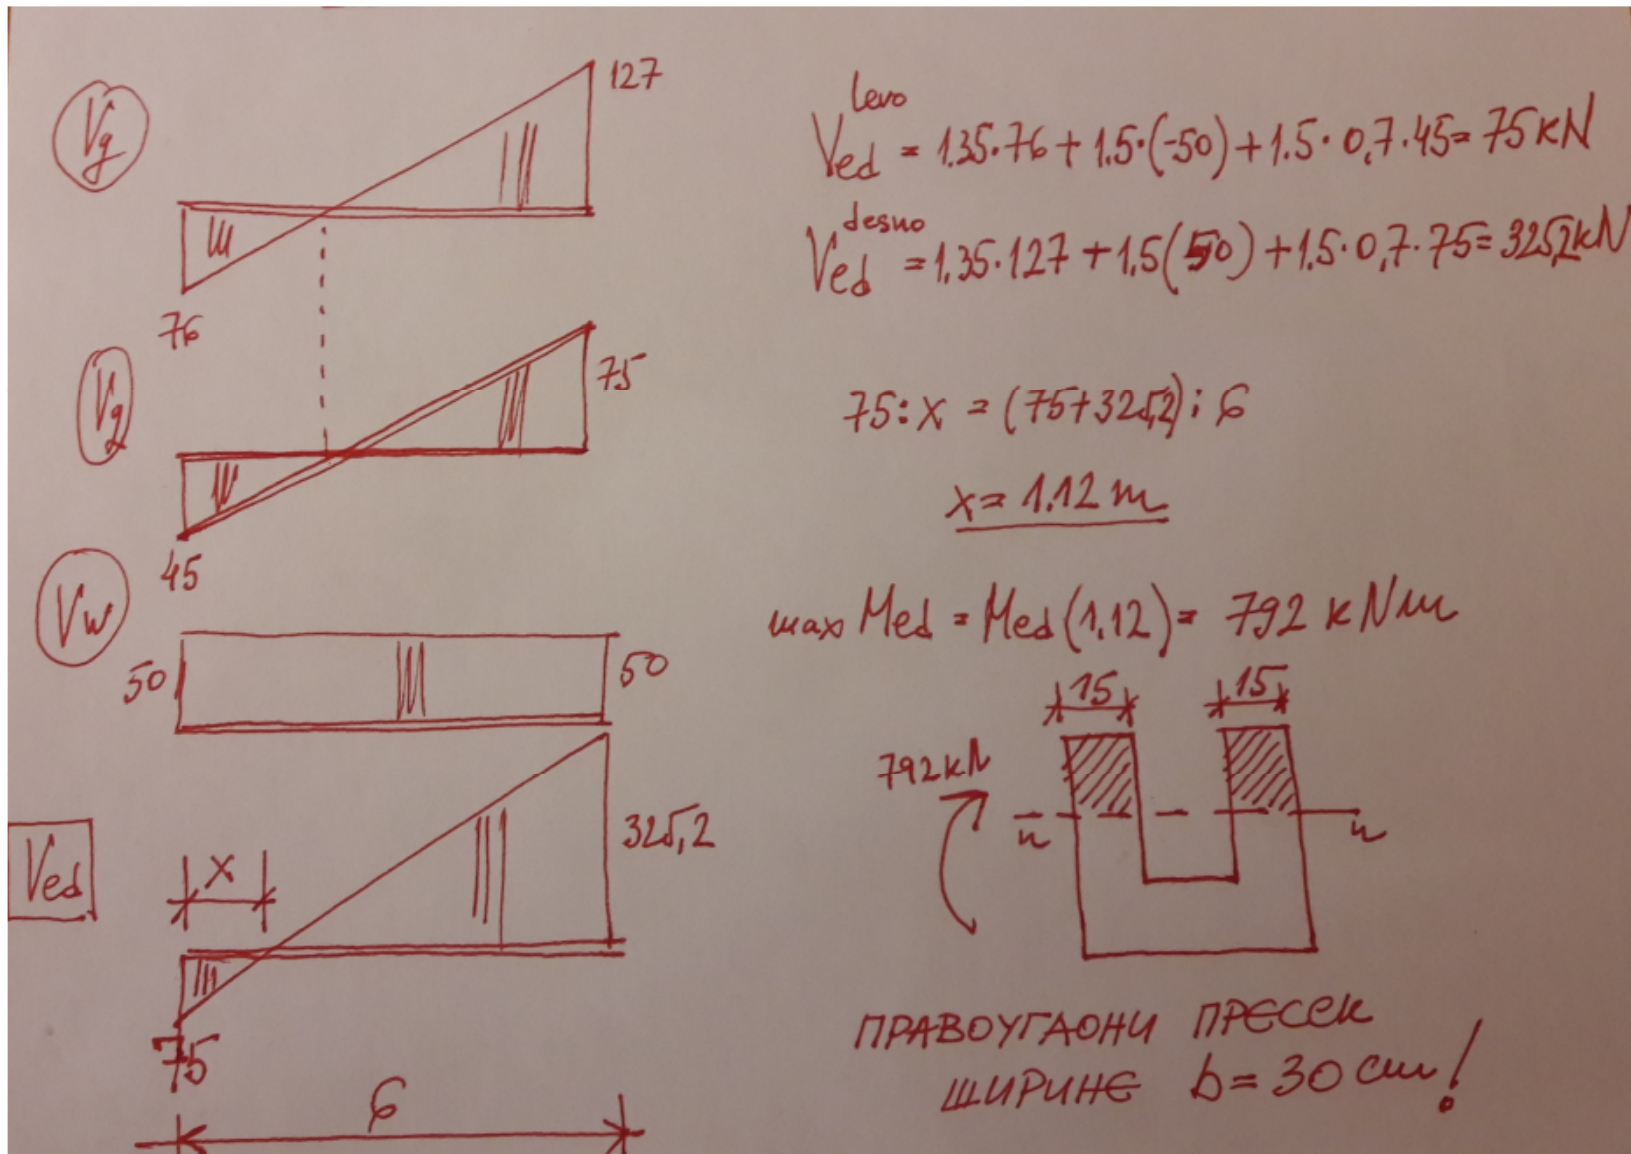 Vg
127
76
Vq
75
45
Vw
50
50
Ved
x
325,2
75
6
levo
Ved = 1.35·76 + 1.5·(-50) + 1.5·0,7·45 = 75 kN
desno
Ved = 1,35·127 + 1,5(50) + 1,5·0,7·75 = 325,2 kN
75 : x = (75+325,2) : 6
x = 1.12 m
max Med = Med (1,12) = 792 kNm
15
15
792 kN
n
n
ПРАВОУГАОНИ ПРЕСЕК
ШИРИНЕ b = 30 cm!